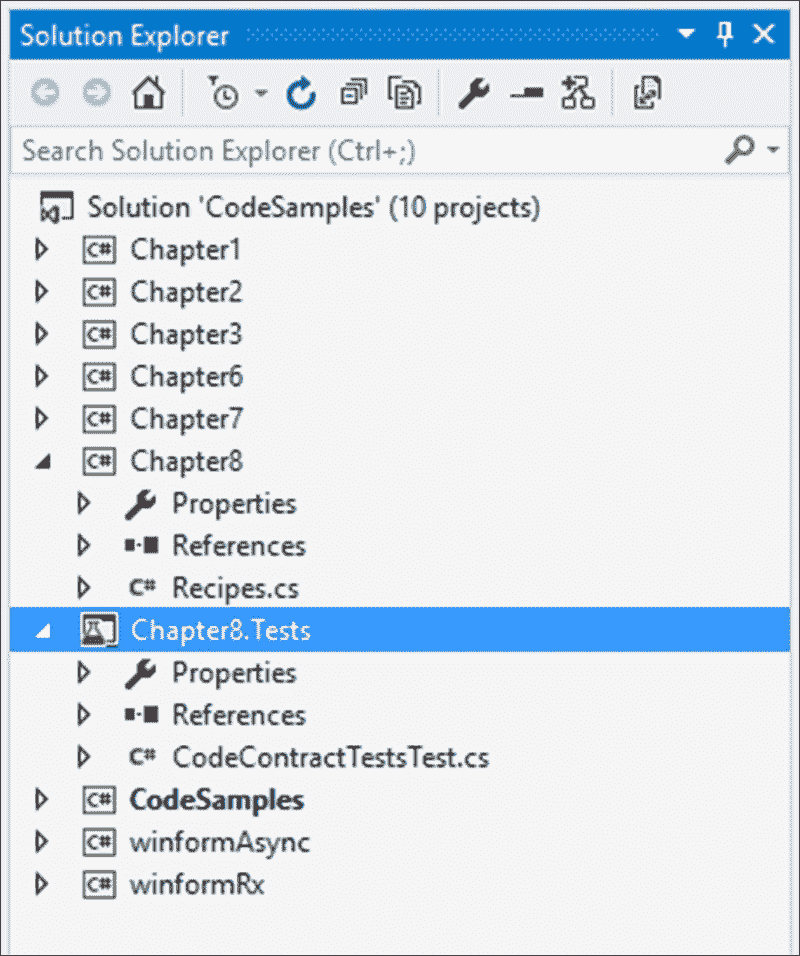 Solution Explorer
Search Solution Explorer (Ctrl+;)
Solution 'CodeSamples' (10 projects)
C# Chapter1
C# Chapter2
C# Chapter3
C# Chapter6
C# Chapter7
C# Chapter8
Properties
References
C# Recipes.cs
Chapter8.Tests
Properties
References
C# CodeContractTestsTest.cs
C# CodeSamples
C# winformAsync
C# winformRx